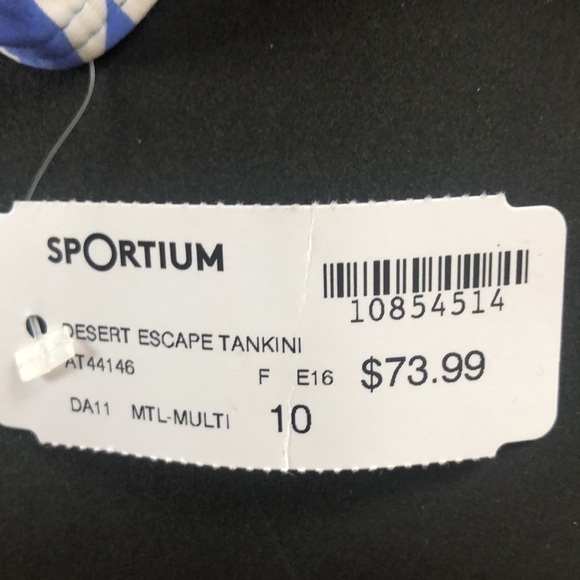 SPORTIUM
10854514
DESERT ESCAPE TANKINI
AT44146
F E16 $73.99
DA11 MTL-MULTI 10